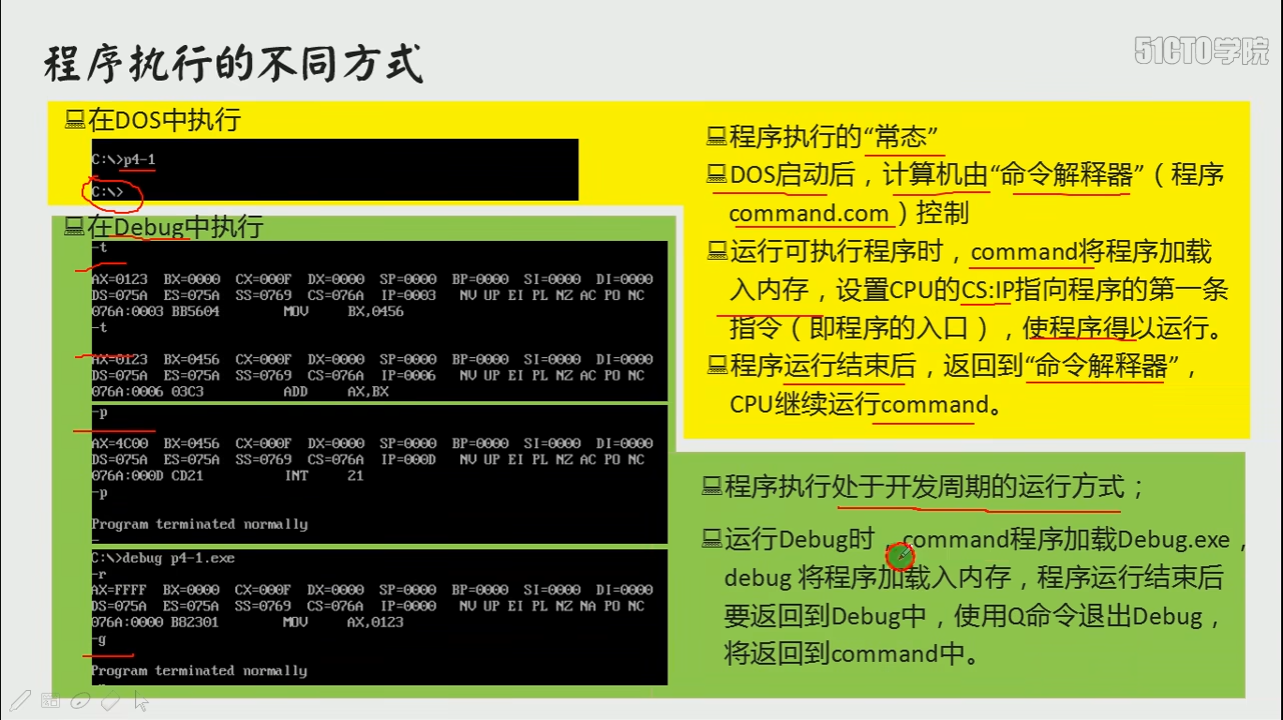 程序执行的不同方式
51CTO学院
在DOS中执行
C:\>p4-1
C:\>
在Debug中执行
-t
AX=0123 BX=0000 CX=000F DX=0000 SP=0000 BP=0000 SI=0000 DI=0000
DS=075A ES=075A SS=0769 CS=076A IP=0003 NV UP EI PL NZ AC PO NC
076A:0003 BB5604 MOV BX,0456
-t
AX=0123 BX=0456 CX=000F DX=0000 SP=0000 BP=0000 SI=0000 DI=0000
DS=075A ES=075A SS=0769 CS=076A IP=0006 NV UP EI PL NZ AC PO NC
076A:0006 03C3 ADD AX,BX
-p
AX=4C00 BX=0456 CX=000F DX=0000 SP=0000 BP=0000 SI=0000 DI=0000
DS=075A ES=075A SS=0769 CS=076A IP=000D NV UP EI PL NZ AC PO NC
076A:000D CD21 INT 21
-p
Program terminated normally
-
C:\>debug p4-1.exe
-r
AX=FFFF BX=0000 CX=000F DX=0000 SP=0000 BP=0000 SI=0000 DI=0000
DS=075A ES=075A SS=0769 CS=076A IP=0000 NV UP EI PL NZ NA PO NC
076A:0000 B82301 MOV AX,0123
-g
Program terminated normally
程序执行的“常态”
DOS启动后，计算机由“命令解释器”（程序
command.com）控制
运行可执行程序时，command将程序加载
入内存，设置CPU的CS:IP指向程序的第一条
指令（即程序的入口），使程序得以运行。
程序运行结束后，返回到“命令解释器”，
CPU继续运行command。
程序执行处于开发周期的运行方式；
运行Debug时，command程序加载Debug.exe，
debug 将程序加载入内存，程序运行结束后
要返回到Debug中，使用Q命令退出Debug，
将返回到command中。